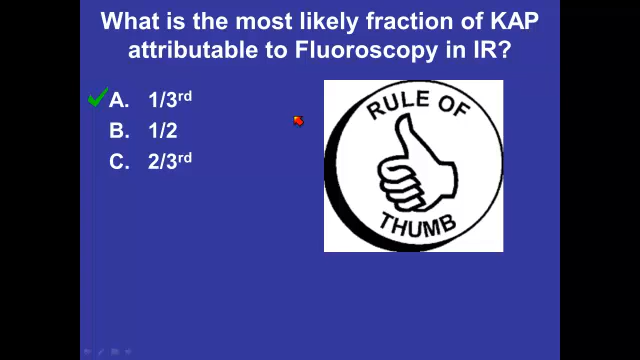 What is the most likely fraction of KAP
attributable to Fluoroscopy in IR?
A. 1/3rd
B. 1/2
C. 2/3rd
RULE OF
THUMB